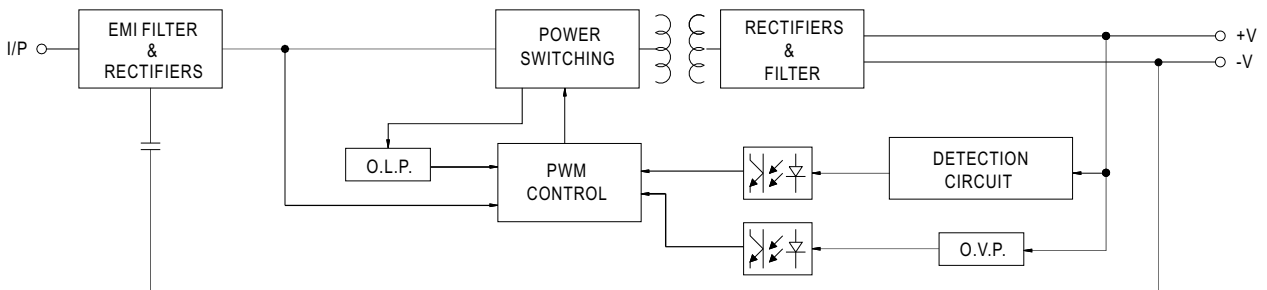 I/P
EMI FILTER
&
RECTIFIERS
POWER
SWITCHING
RECTIFIERS
&
FILTER
+V
-V
O.L.P.
PWM
CONTROL
DETECTION
CIRCUIT
O.V.P.